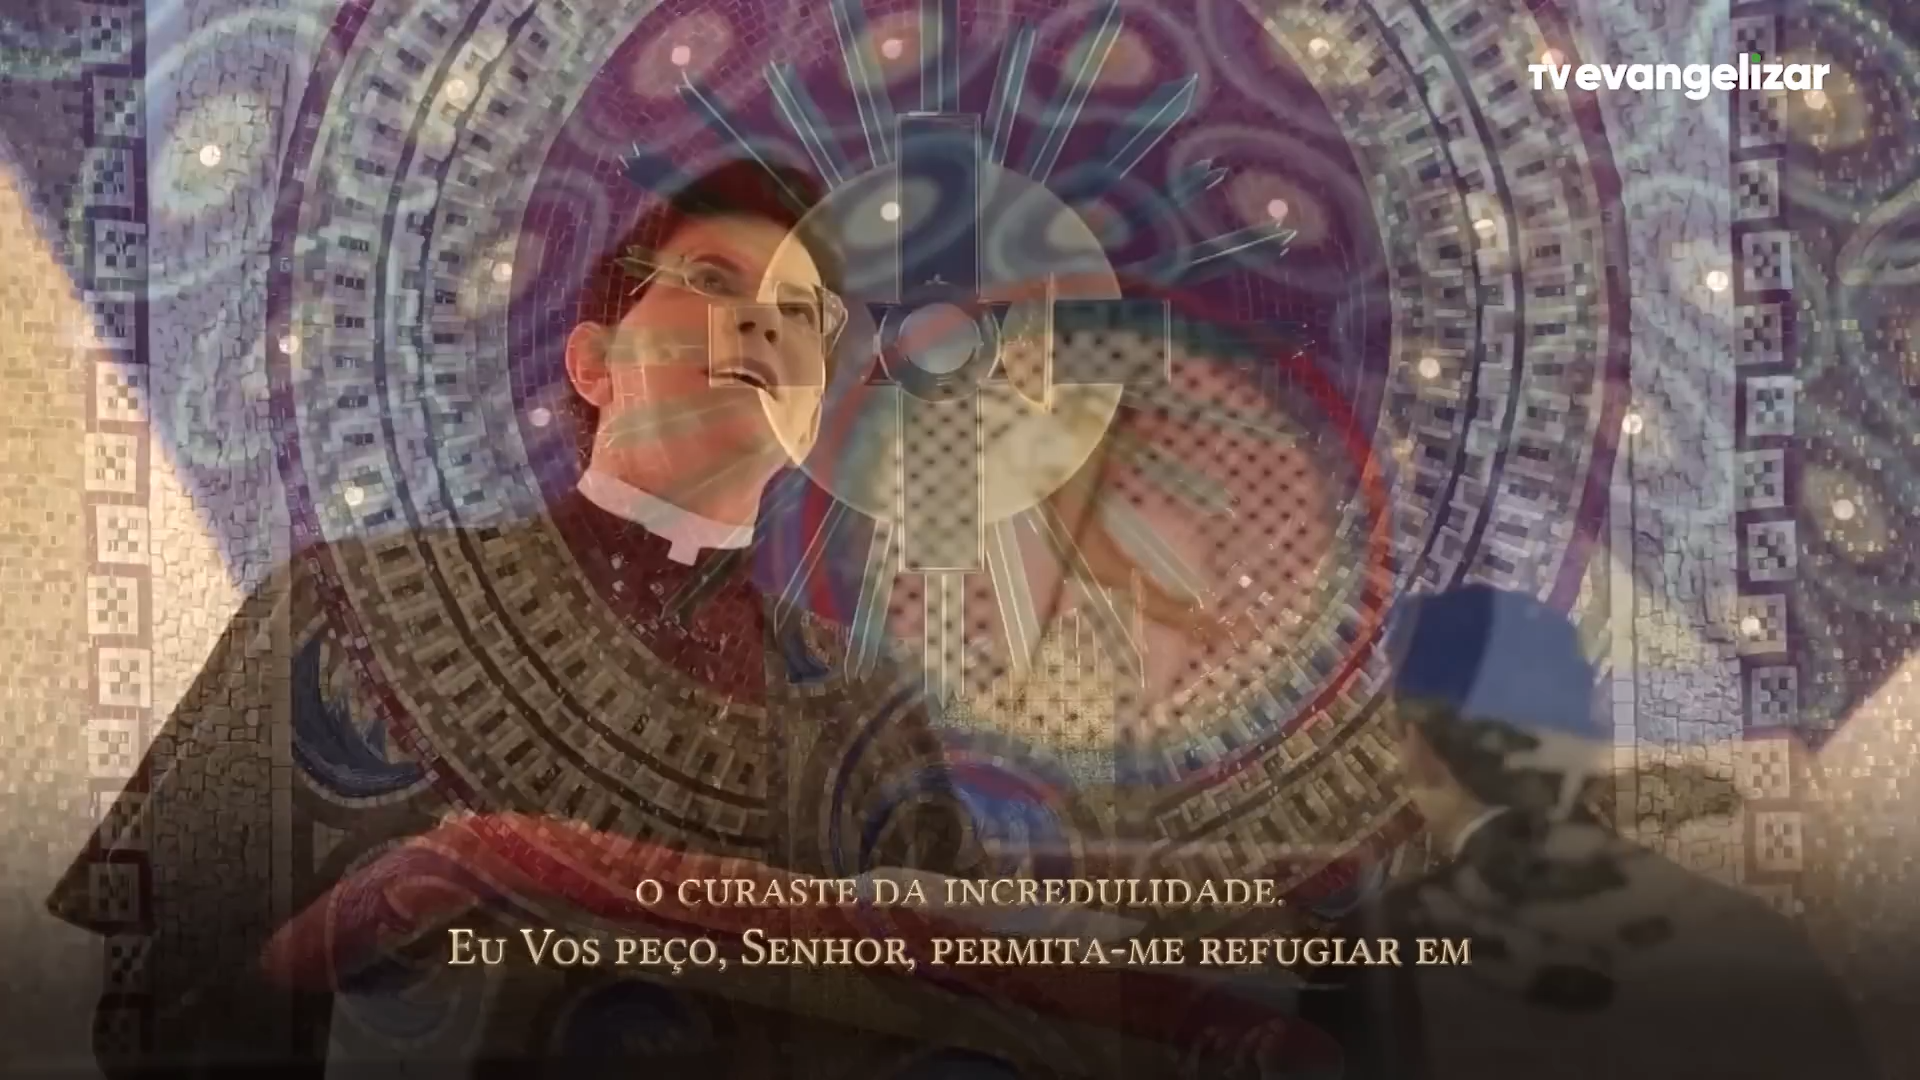 TVevangelizar
O CURASTE DA INCREDULIDADE.
EU VOS PEÇO, SENHOR, PERMITA-ME REFUGIAR EM